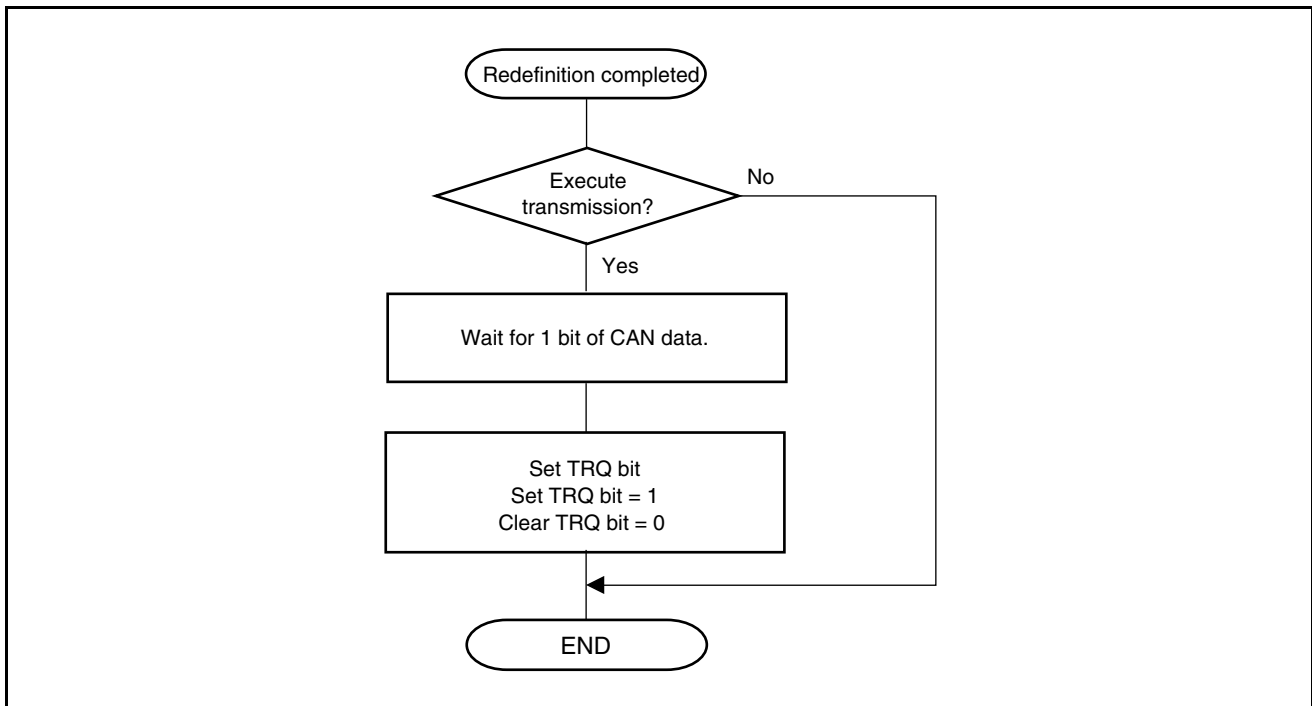 Redefinition completed
Execute
transmission?
No
Yes
Wait for 1 bit of CAN data.
Set TRQ bit
Set TRQ bit = 1
Clear TRQ bit = 0
END